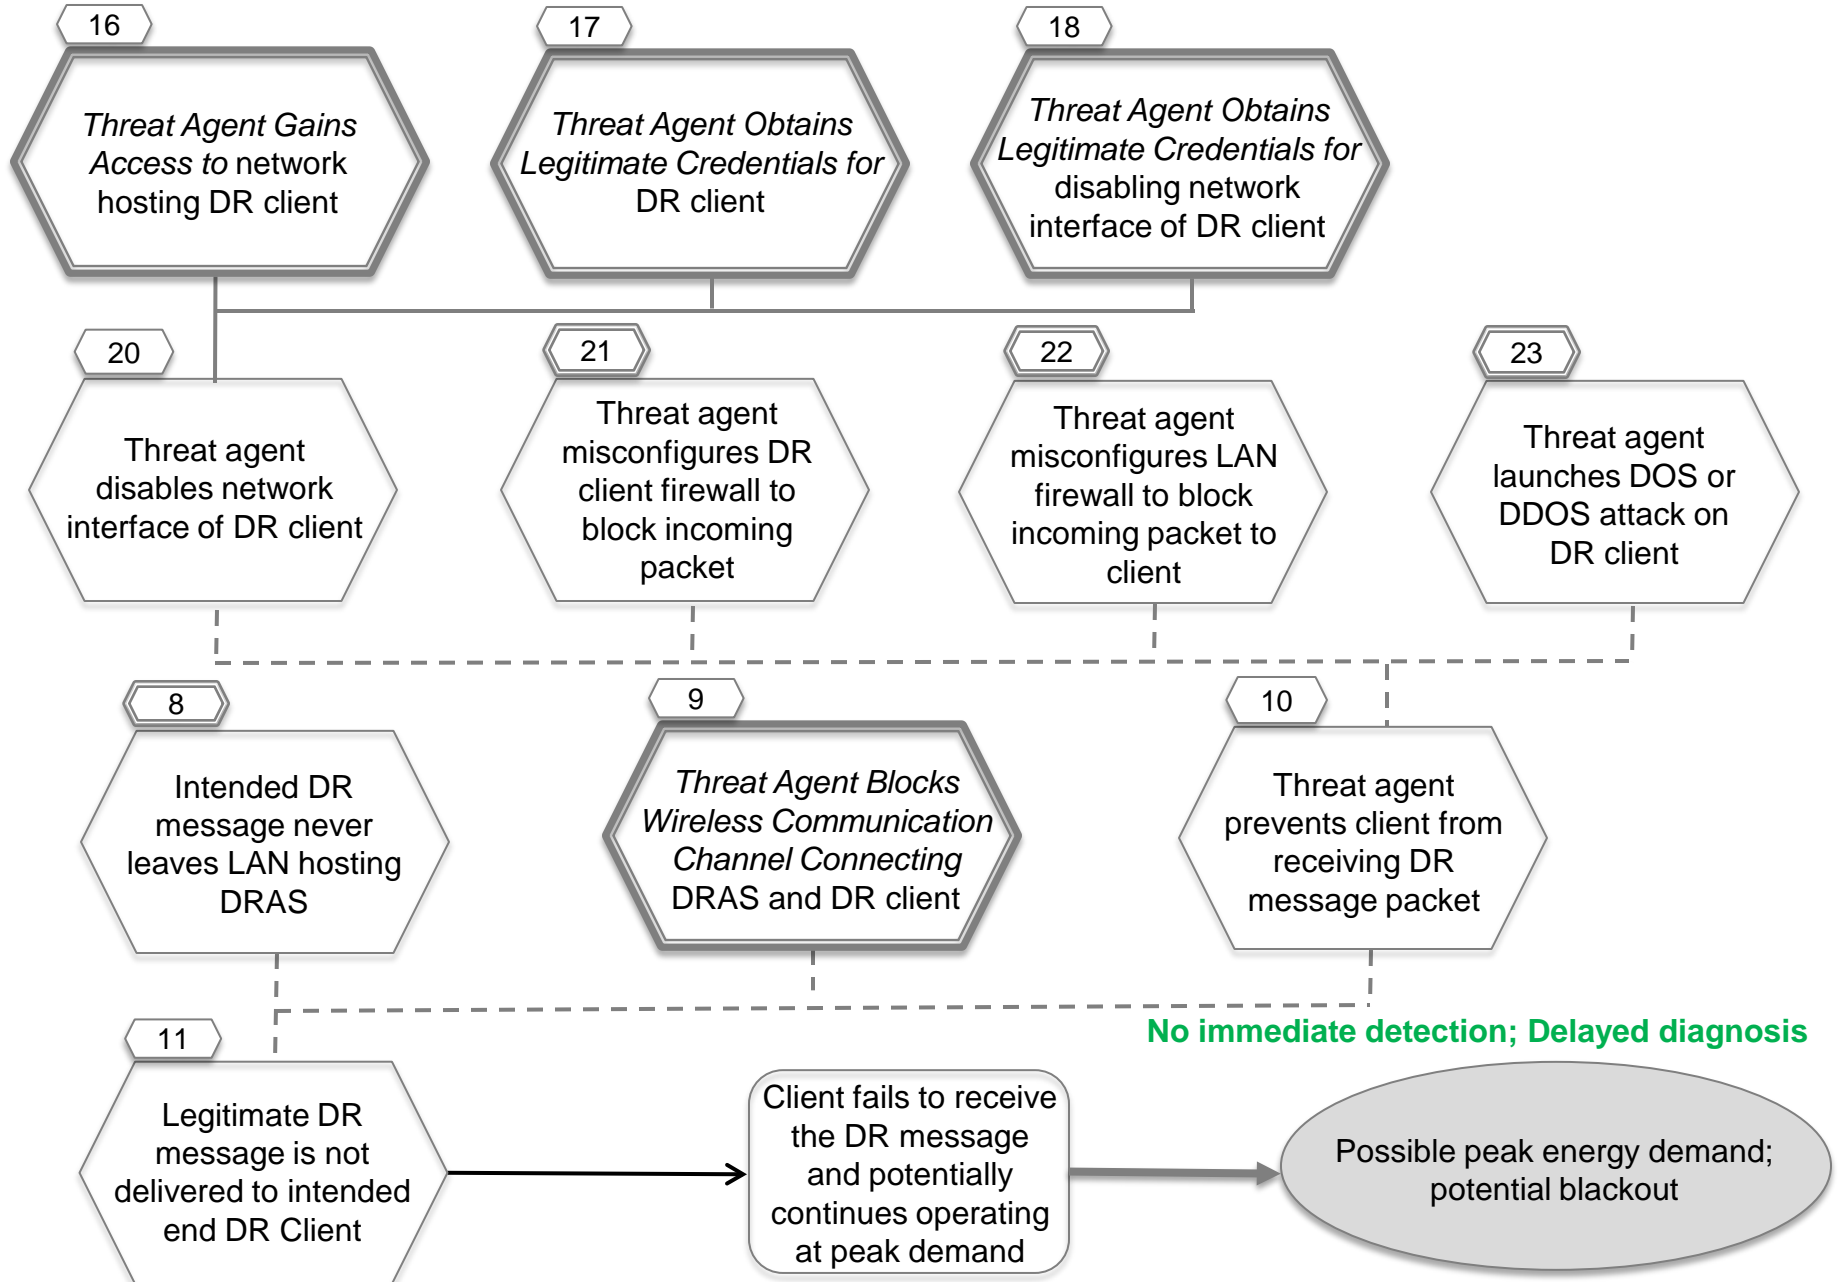 16
17
18
Threat Agent Gains
Access to network
hosting DR client
Threat Agent Obtains
Legitimate Credentials for
DR client
Threat Agent Obtains
Legitimate Credentials for
disabling network
interface of DR client
20
21
22
23
Threat agent
disables network
interface of DR client
Threat agent
misconfigures DR
client firewall to
block incoming
packet
Threat agent
misconfigures LAN
firewall to block
incoming packet to
client
Threat agent
launches DOS or
DDOS attack on
DR client
8
9
10
Intended DR
message never
leaves LAN hosting
DRAS
Threat Agent Blocks
Wireless Communication
Channel Connecting
DRAS and DR client
Threat agent
prevents client from
receiving DR
message packet
No immediate detection; Delayed diagnosis
11
Legitimate DR
message is not
delivered to intended
end DR Client
Client fails to receive
the DR message
and potentially
continues operating
at peak demand
Possible peak energy demand;
potential blackout